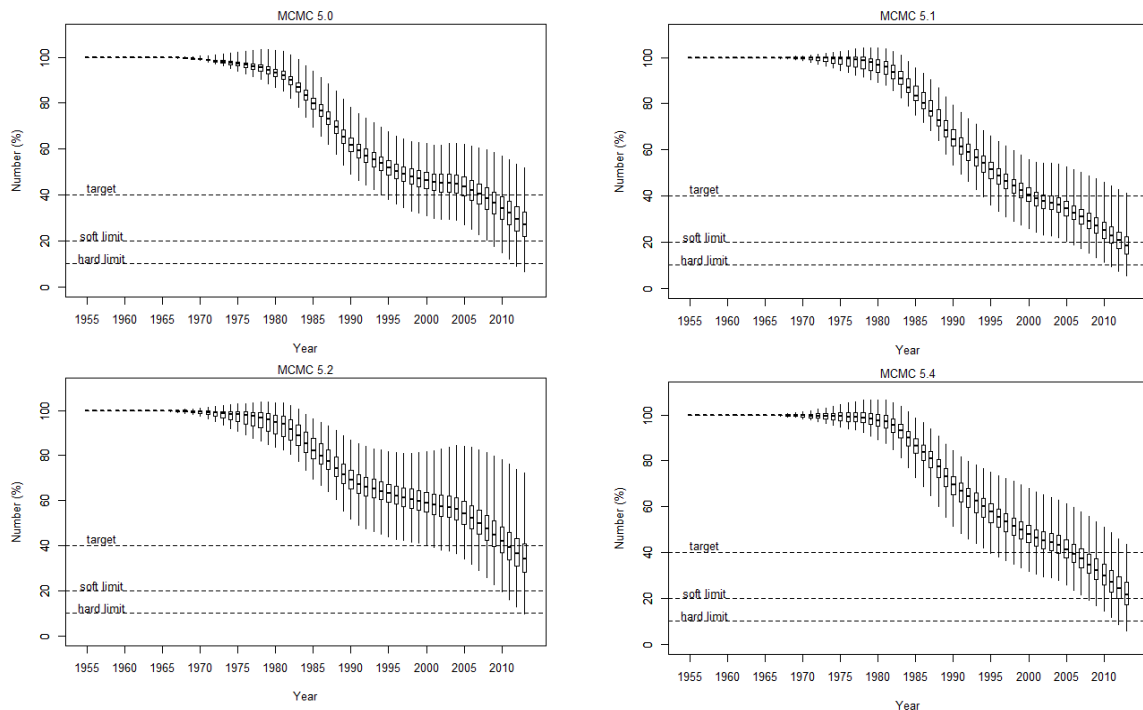 MCMC 5.0
Number (%)
100
80
60
40
20
0
target
soft limit
hard limit
1955 1960 1965 1970 1975 1980 1985 1990 1995 2000 2005 2010
Year
MCMC 5.1
Number (%)
100
80
60
40
20
0
target
soft limit
hard limit
1955 1960 1965 1970 1975 1980 1985 1990 1995 2000 2005 2010
Year
MCMC 5.2
Number (%)
100
80
60
40
20
0
target
soft limit
hard limit
1955 1960 1965 1970 1975 1980 1985 1990 1995 2000 2005 2010
Year
MCMC 5.4
Number (%)
100
80
60
40
20
0
target
soft limit
hard limit
1955 1960 1965 1970 1975 1980 1985 1990 1995 2000 2005 2010
Year